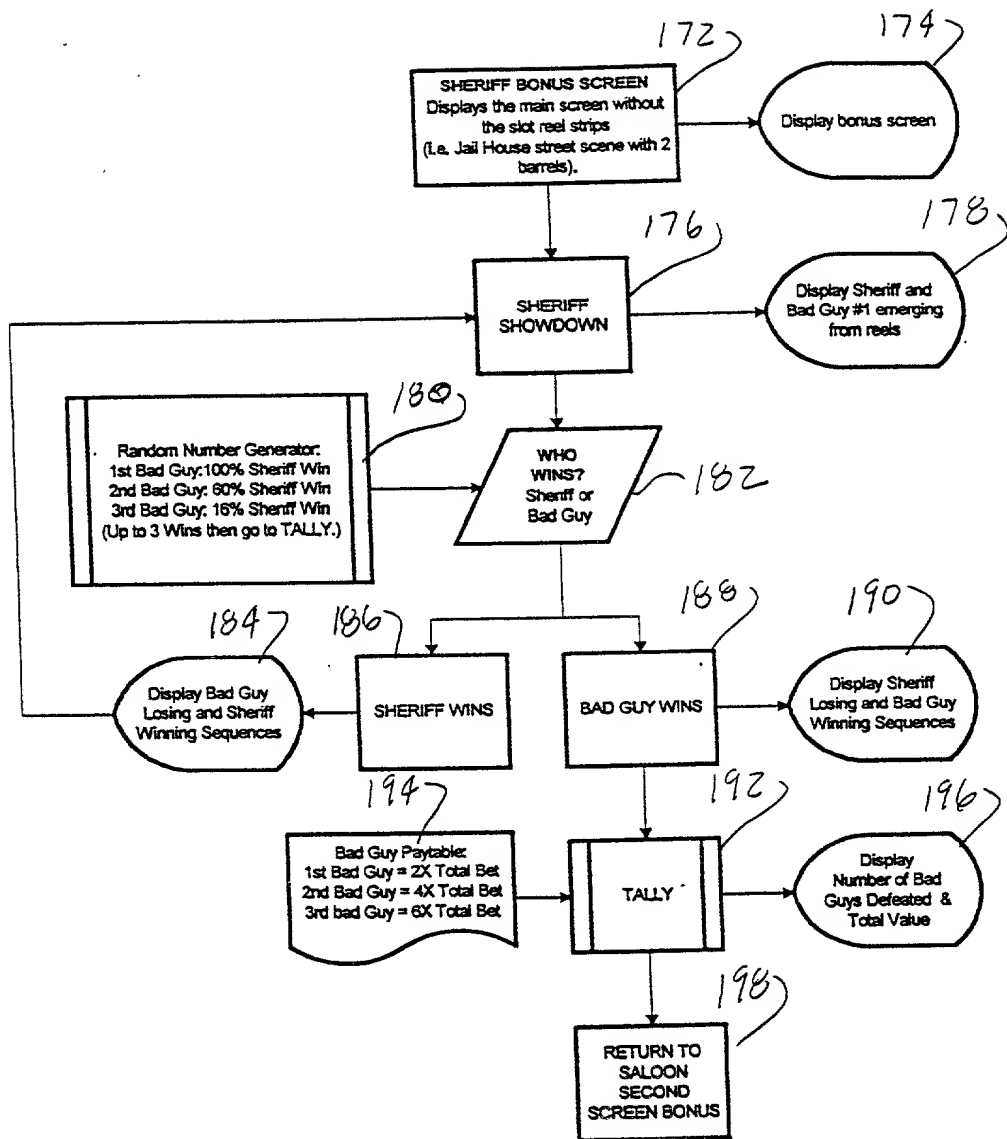 172
174
SHERIFF BONUS SCREEN
Displays the main screen without
the slot reel strips
(i.e. Jail House street scene with 2
barrels).
Display bonus screen
176
178
SHERIFF
SHOWDOWN
Display Sheriff and
Bad Guy #1 emerging
from reels
180
Random Number Generator:
1st Bad Guy:100% Sheriff Win
2nd Bad Guy: 60% Sheriff Win
3rd Bad Guy: 16% Sheriff Win
(Up to 3 Wins then go to TALLY.)
WHO
WINS?
Sheriff or
Bad Guy
182
184
186
188
190
Display Bad Guy
Losing and Sheriff
Winning Sequences
SHERIFF WINS
BAD GUY WINS
Display Sheriff
Losing and Bad Guy
Winning Sequences
194
192
196
Bad Guy Paytable:
1st Bad Guy = 2X Total Bet
2nd Bad Guy = 4X Total Bet
3rd bad Guy = 6X Total Bet
TALLY
Display
Number of Bad
Guys Defeated &
Total Value
198
RETURN TO
SALOON
SECOND
SCREEN BONUS